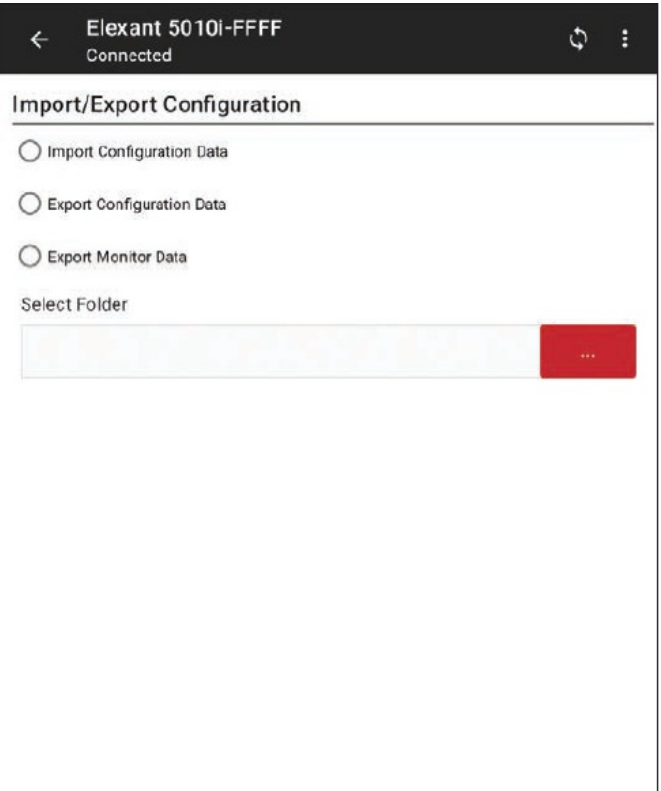 Elexant 5010i-FFFF
Connected
Import/Export Configuration
Import Configuration Data
Export Configuration Data
Export Monitor Data
Select Folder
...